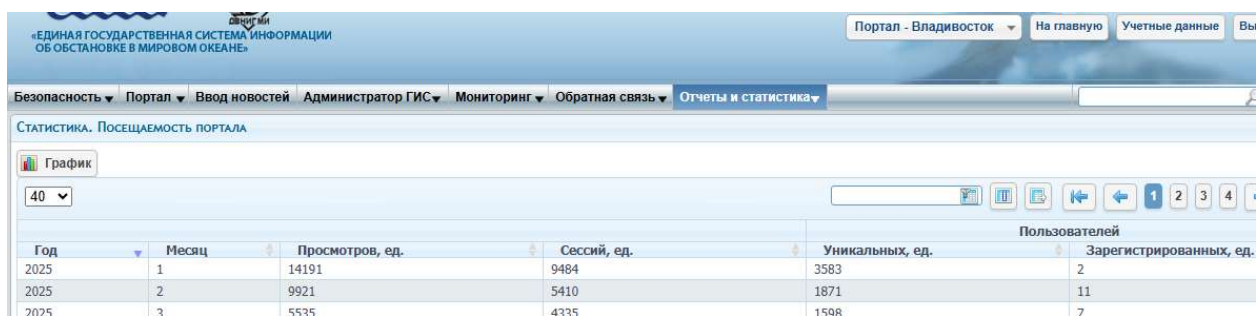 «ЕДИНАЯ ГОСУДАРСТВЕННАЯ СИСТЕМА ИНФОРМАЦИИ
ОБ ОБСТАНОВКЕ В МИРОВОМ ОКЕАНЕ»
Портал - Владивосток На главную Учетные данные
Безопасность Портал Ввод новостей Администратор ГИС Мониторинг Обратная связь Отчеты и статистика
Статистика. Посещаемость портала
График
40 1 2 3 4
Пользователей
Год Месяц Просмотров, ед. Сессий, ед. Уникальных, ед. Зарегистрированных, ед.
2025 1 14191 9484 3583 2
2025 2 9921 5410 1871 11
2025 3 5535 4335 1598 7